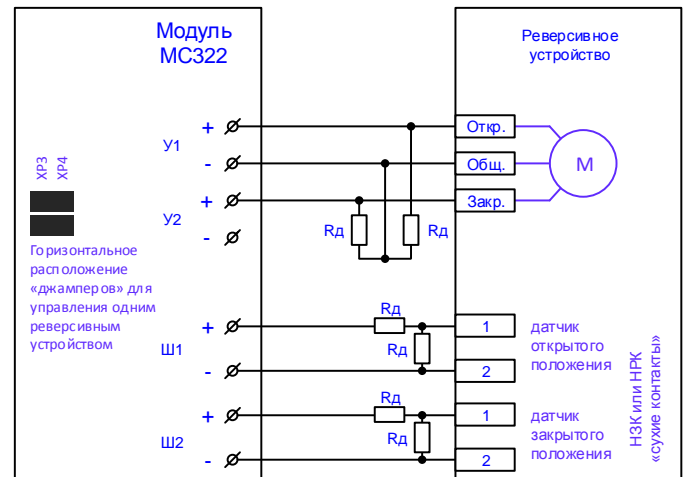 Модуль
МС322
Реверсивное
устройство
+
У1
-
+
У2
-
Откр.
Общ.
Закр.
М
ХР3
ХР4
Rд
Rд
Горизонтальное
расположение
«джамперов» для
управления одним
реверсивным
устройством
+
Ш1
-
Rд
Rд
1
2
датчик
открытого
положения
+
Ш2
-
Rд
Rд
1
2
датчик
закрытого
положения
НЗК или НРК
«сухие контакты»